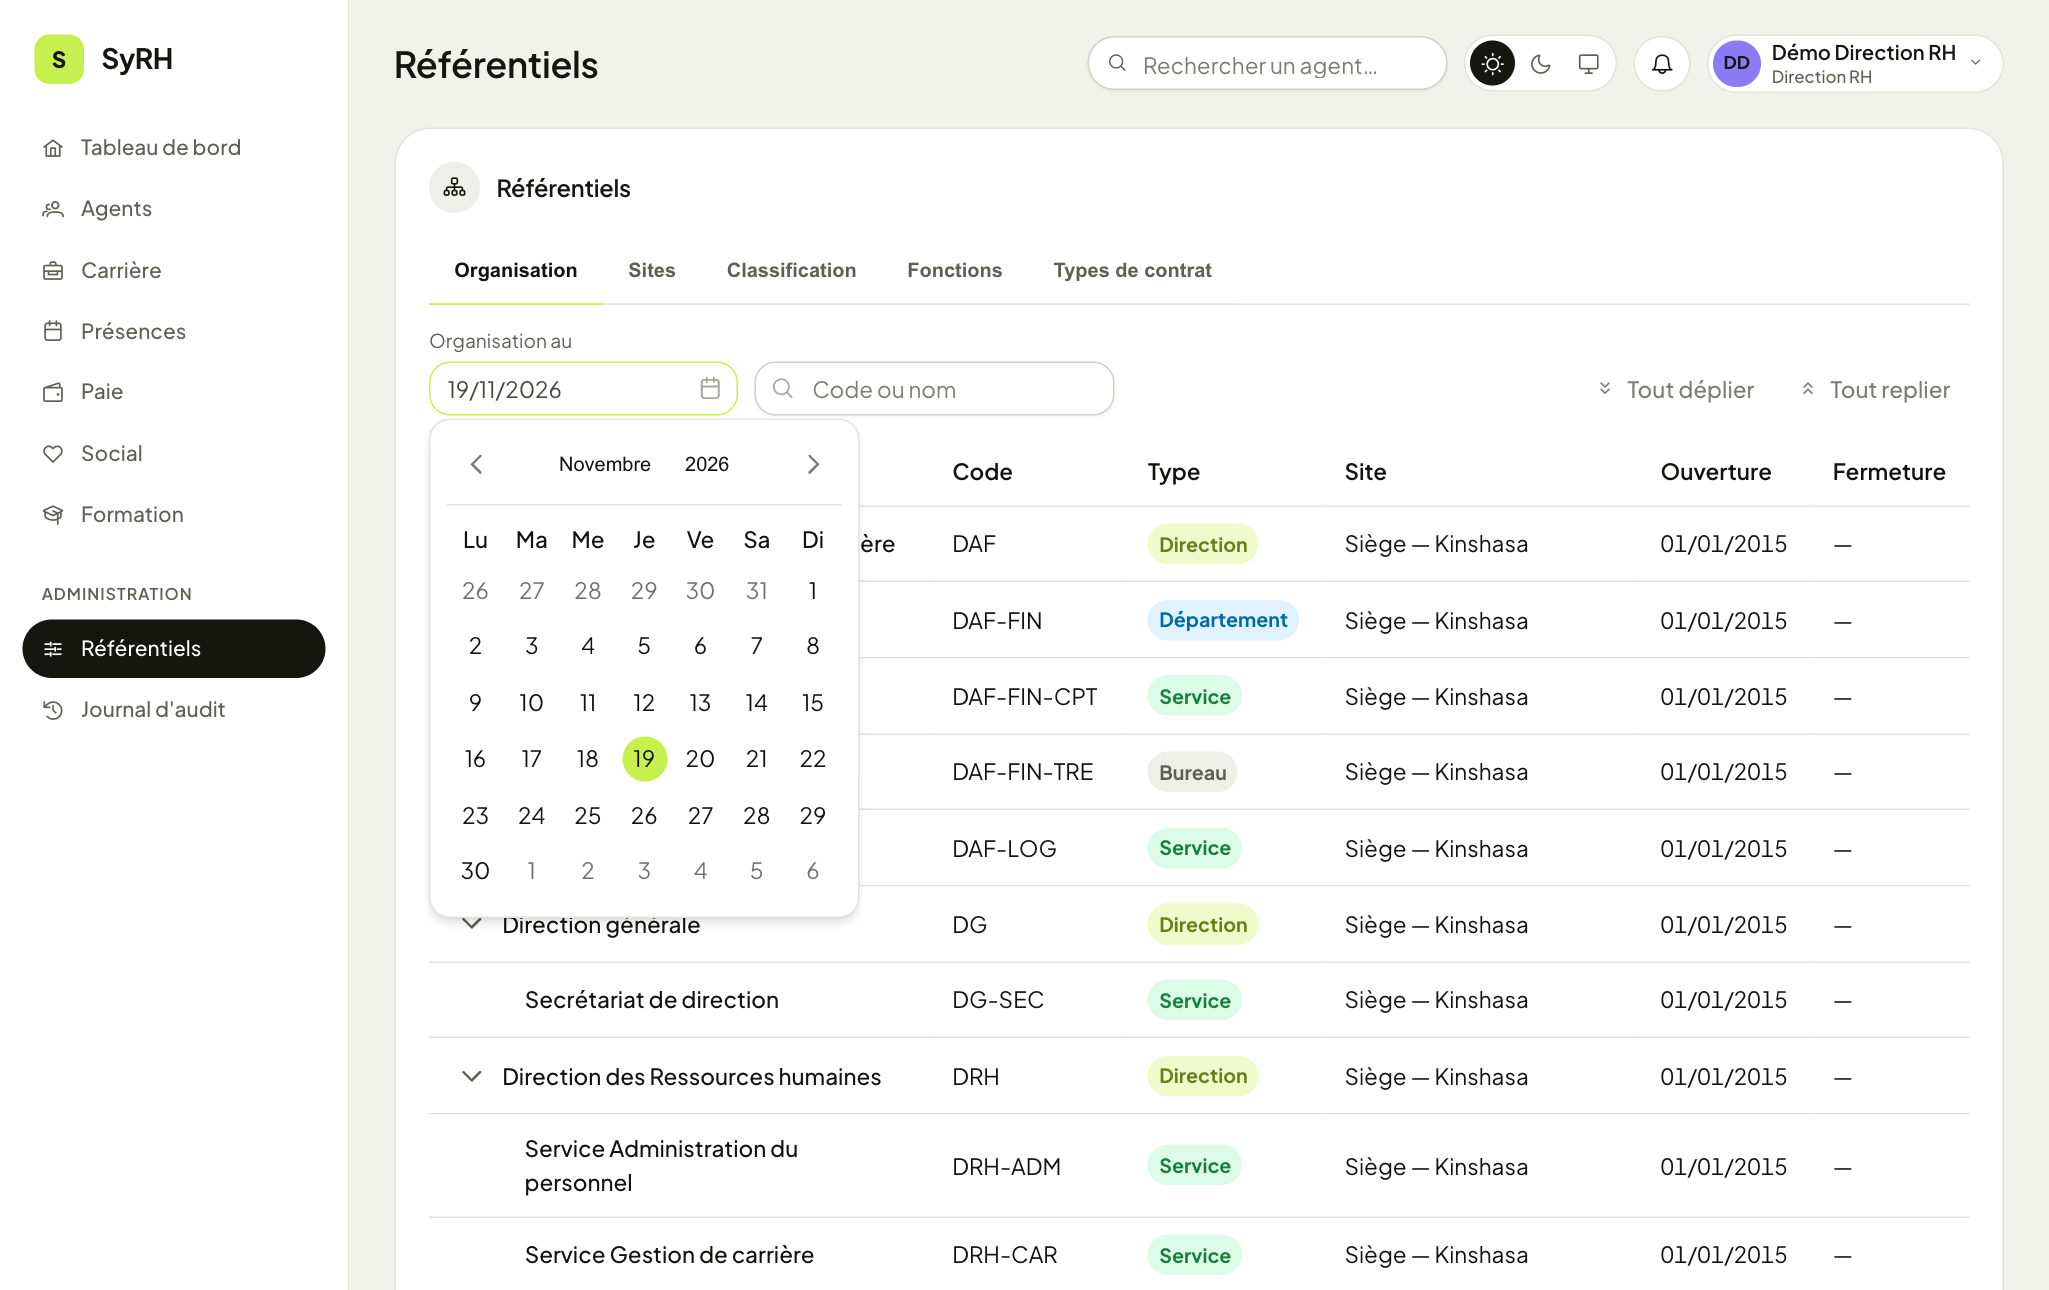 S SyRH
Tableau de bord
Agents
Carrière
Présences
Paie
Social
Formation
ADMINISTRATION
Référentiels
Journal d'audit
Référentiels
Rechercher un agent...
DD
Démo Direction RH
Direction RH
Référentiels
Organisation Sites Classification Fonctions Types de contrat
Organisation au
19/11/2026 Code ou nom Tout déplier Tout replier
Novembre 2026
Lu Ma Me Je Ve Sa Di
26 27 28 29 30 31 1
2 3 4 5 6 7 8
9 10 11 12 13 14 15
16 17 18 19 20 21 22
23 24 25 26 27 28 29
30 1 2 3 4 5 6
Code Type Site Ouverture Fermeture
ère DAF Direction Siège — Kinshasa 01/01/2015 —
DAF-FIN Département Siège — Kinshasa 01/01/2015 —
DAF-FIN-CPT Service Siège — Kinshasa 01/01/2015 —
DAF-FIN-TRE Bureau Siège — Kinshasa 01/01/2015 —
DAF-LOG Service Siège — Kinshasa 01/01/2015 —
Direction générale DG Direction Siège — Kinshasa 01/01/2015 —
Secrétariat de direction DG-SEC Service Siège — Kinshasa 01/01/2015 —
Direction des Ressources humaines DRH Direction Siège — Kinshasa 01/01/2015 —
Service Administration du
personnel DRH-ADM Service Siège — Kinshasa 01/01/2015 —
Service Gestion de carrière DRH-CAR Service Siège — Kinshasa 01/01/2015 —